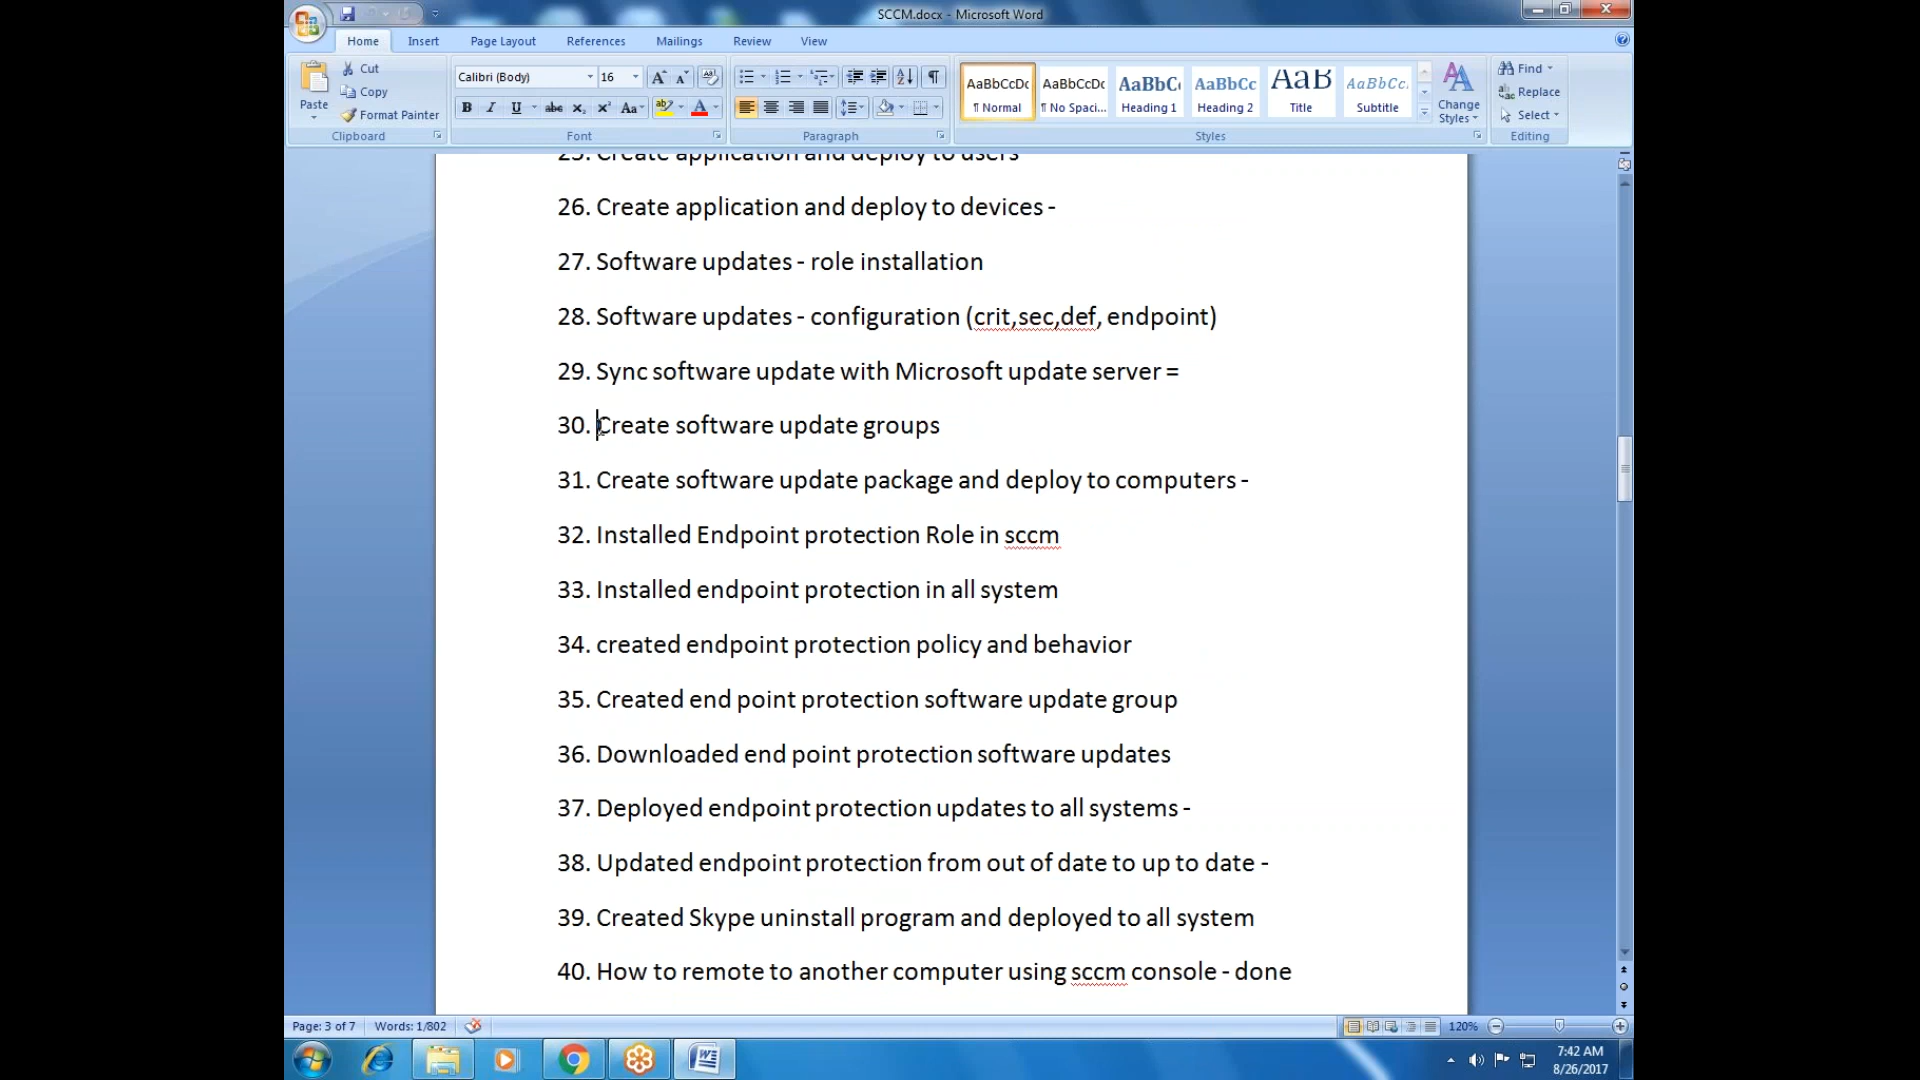 SCCM.docx - Microsoft Word
Home Insert Page Layout References Mailings Review View
Paste Cut Copy Format Painter
Calibri (Body) 16
AaBbCcDc AaBbCcDc AaBbC AaBbCc AaB AaBbCc.
¶ Normal ¶ No Spaci... Heading 1 Heading 2 Title Subtitle
Change Styles
Find Replace Select
Clipboard Font Paragraph Styles Editing
25. Create application and deploy to users
26. Create application and deploy to devices -
27. Software updates - role installation
28. Software updates - configuration (crit,sec,def, endpoint)
29. Sync software update with Microsoft update server =
30. Create software update groups
31. Create software update package and deploy to computers -
32. Installed Endpoint protection Role in sccm
33. Installed endpoint protection in all system
34. created endpoint protection policy and behavior
35. Created end point protection software update group
36. Downloaded end point protection software updates
37. Deployed endpoint protection updates to all systems -
38. Updated endpoint protection from out of date to up to date -
39. Created Skype uninstall program and deployed to all system
40. How to remote to another computer using sccm console - done
Page: 3 of 7 Words: 1/802 120%
7:42 AM
8/26/2017